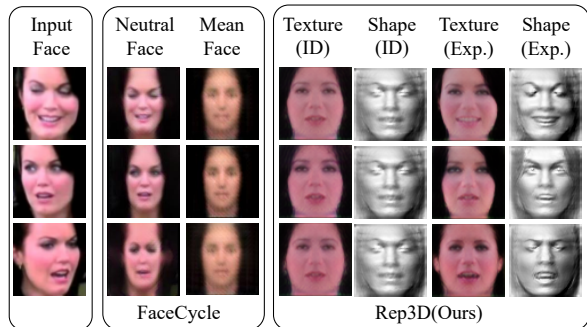 Input Face
Neutral Face
Mean Face
Texture (ID)
Shape (ID)
Texture (Exp.)
Shape (Exp.)
FaceCycle
Rep3D(Ours)